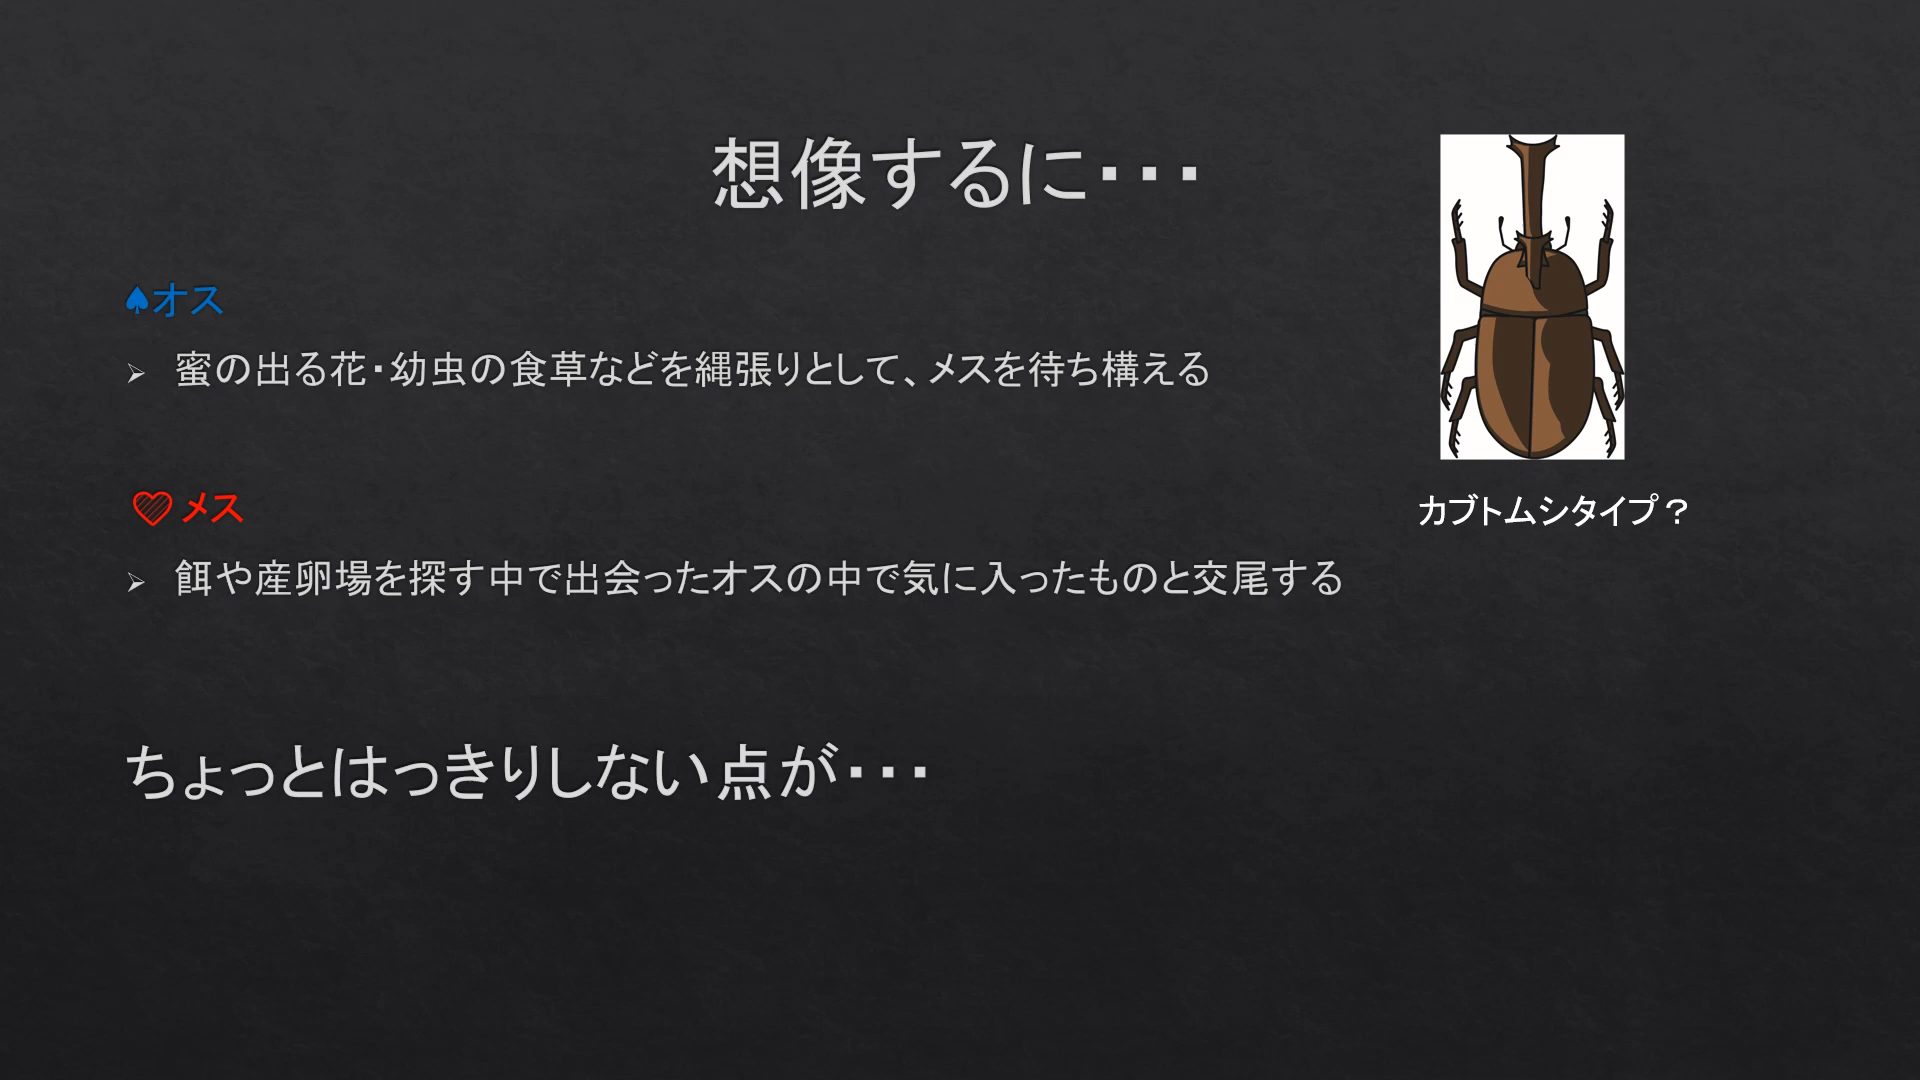 想像するに・・・
♠オス
➢ 蜜の出る花・幼虫の食草などを縄張りとして、メスを待ち構える
♡メス
➢ 餌や産卵場を探す中で出会ったオスの中で気に入ったものと交尾する
カブトムシタイプ？
ちょっとはっきりしない点が・・・